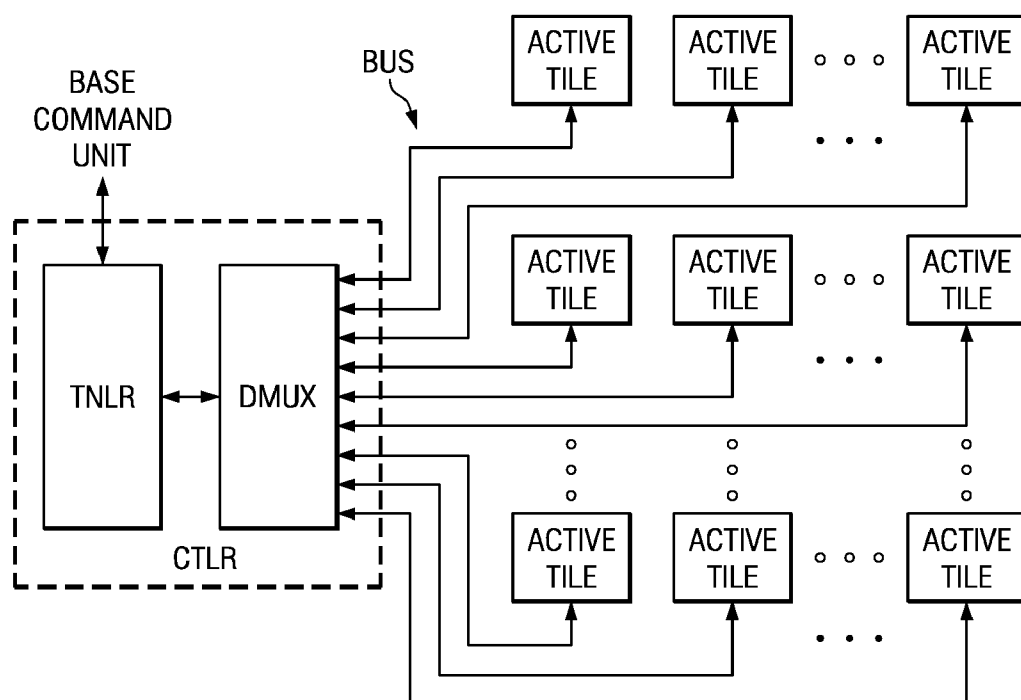 ACTIVE
TILE
ACTIVE
TILE
ACTIVE
TILE
BUS
BASE
COMMAND
UNIT
ACTIVE
TILE
ACTIVE
TILE
ACTIVE
TILE
TNLR
DMUX
CTLR
ACTIVE
TILE
ACTIVE
TILE
ACTIVE
TILE